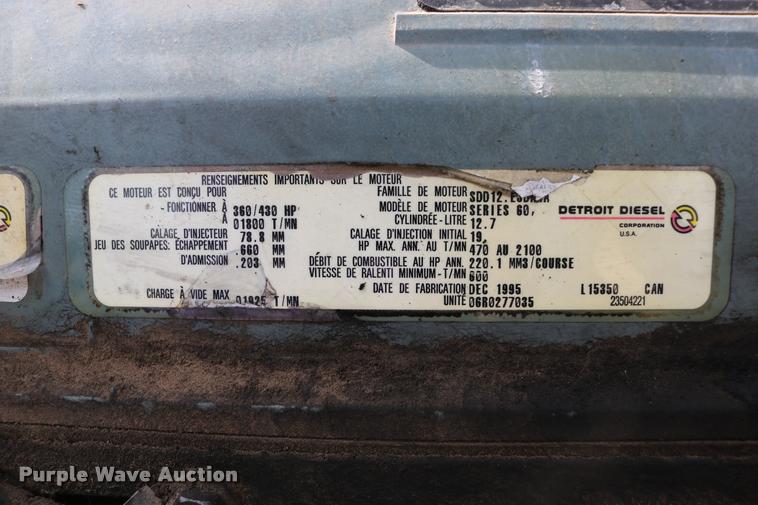 RENSEIGNEMENTS IMPORTANTS SUR LE MOTEUR
CE MOTEUR EST CONÇU POUR
-FONCTIONNER À 360/430 HP
À 01800 T/MN
CALAGE D'INJECTEUR 78.8 MM
JEU DES SOUPAPES: ÉCHAPPEMENT .660 MM
D'ADMISSION .203 MM
CHARGE À VIDE MAX 01825 T/MN
FAMILLE DE MOTEUR
MODÈLE DE MOTEUR SERIES 60,
CYLINDRÉE-LITRE 12.7
CALAGE D'INJECTION INITIAL 19,
HP MAX. ANN. AU T/MN 470 AU 2100
DÉBIT DE COMBUSTIBLE AU HP ANN. 220.1 MM3/COURSE
VITESSE DE RALENTI MINIMUM-T/MN 600
DATE DE FABRICATION DEC 1995
UNITÉ 06R0277035
DETROIT DIESEL
CORPORATION
U.S.A.
L15350 CAN
23504221
Purple Wave Auction